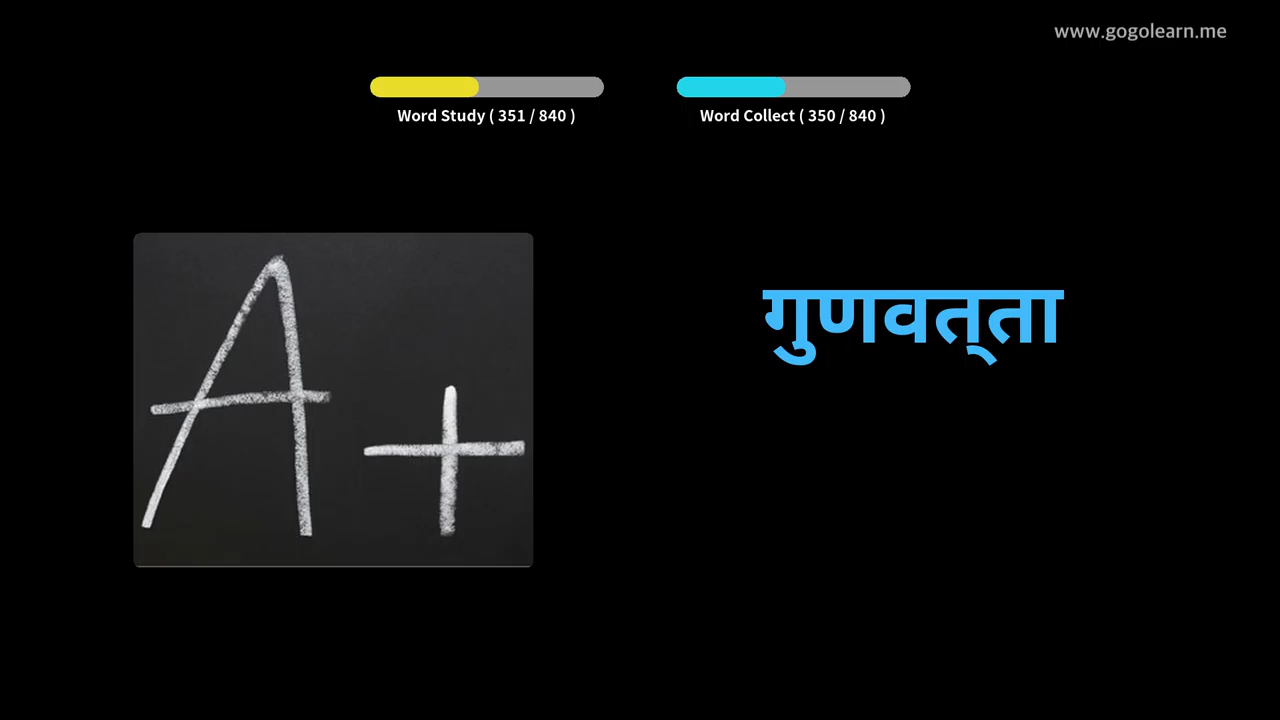 www.gogolearn.me
Word Study ( 351 / 840 )
Word Collect ( 350 / 840 )
A+
गुणवत्‌ता